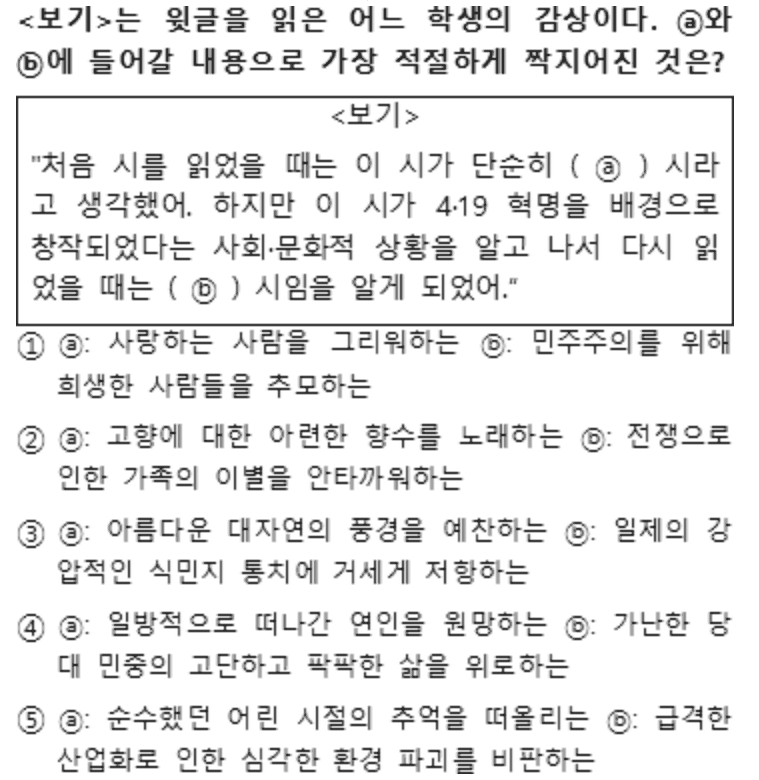 <보기>는 윗글을 읽은 어느 학생의 감상이다. ⓐ와
ⓑ에 들어갈 내용으로 가장 적절하게 짝지어진 것은?
<보기>
"처음 시를 읽었을 때는 이 시가 단순히 ( ⓐ ) 시라
고 생각했어. 하지만 이 시가 4·19 혁명을 배경으로
창작되었다는 사회·문화적 상황을 알고 나서 다시 읽
었을 때는 ( ⓑ ) 시임을 알게 되었어."
① ⓐ: 사랑하는 사람을 그리워하는 ⓑ: 민주주의를 위해
희생한 사람들을 추모하는
② ⓐ: 고향에 대한 아련한 향수를 노래하는 ⓑ: 전쟁으로
인한 가족의 이별을 안타까워하는
③ ⓐ: 아름다운 대자연의 풍경을 예찬하는 ⓑ: 일제의 강
압적인 식민지 통치에 거세게 저항하는
④ ⓐ: 일방적으로 떠나간 연인을 원망하는 ⓑ: 가난한 당
대 민중의 고단하고 팍팍한 삶을 위로하는
⑤ ⓐ: 순수했던 어린 시절의 추억을 떠올리는 ⓑ: 급격한
산업화로 인한 심각한 환경 파괴를 비판하는